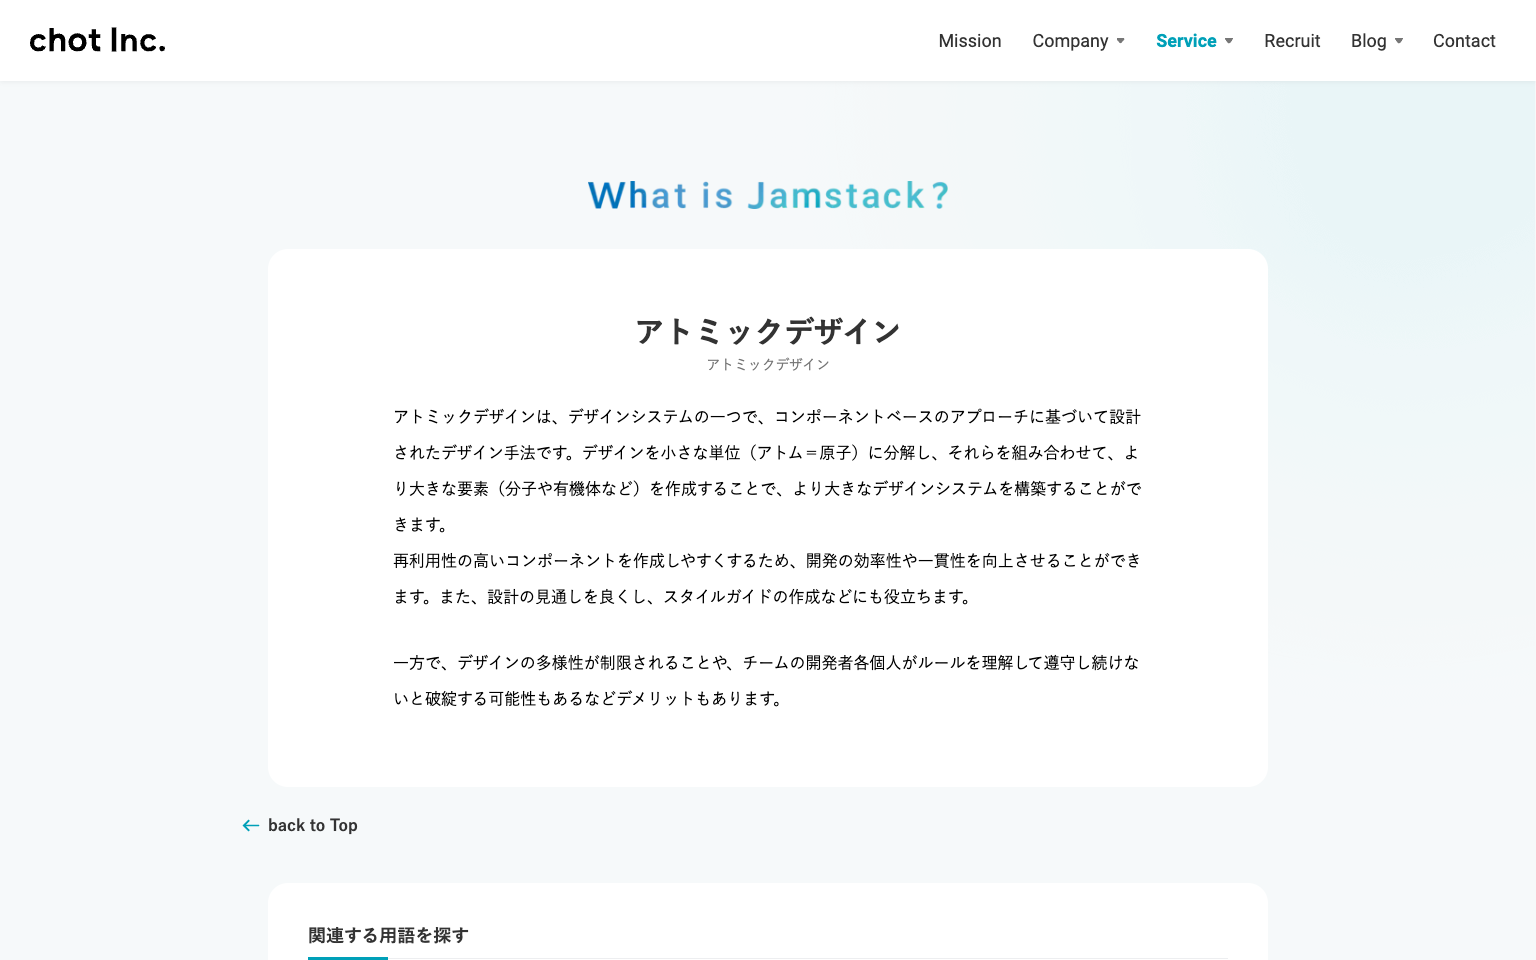 chot Inc.
Mission
Company
Service
Recruit
Blog
Contact
What is Jamstack?
アトミックデザイン
アトミックデザイン
アトミックデザインは、デザインシステムの一つで、コンポーネントベースのアプローチに基づいて設計
されたデザイン手法です。デザインを小さな単位（アトム＝原子）に分解し、それらを組み合わせて、よ
り大きな要素（分子や有機体など）を作成することで、より大きなデザインシステムを構築することがで
きます。
再利用性の高いコンポーネントを作成しやすくするため、開発の効率性や一貫性を向上させることができ
ます。また、設計の見通しを良くし、スタイルガイドの作成などにも役立ちます。
一方で、デザインの多様性が制限されることや、チームの開発者各個人がルールを理解して遵守し続けな
いと破綻する可能性もあるなどデメリットもあります。
back to Top
関連する用語を探す